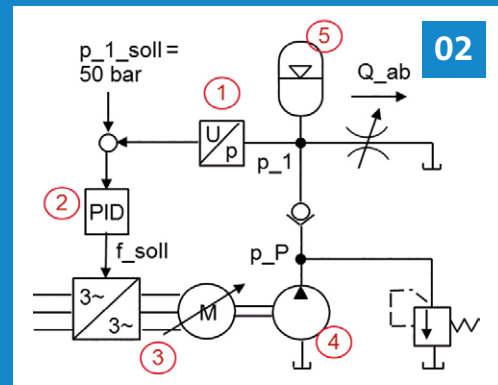 02
p_1_soll =
50 bar
5
Q_ab
1
U
p
p_1
2
PID
f_soll
p_P
3~
3~
M
3
4